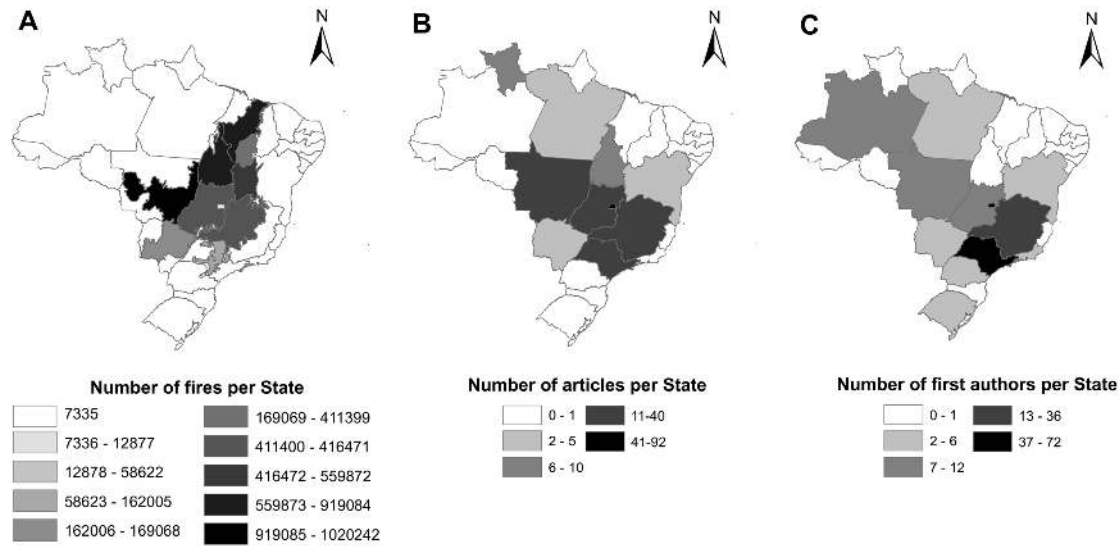 A
N
B
N
C
N
Number of fires per State
7335
7336 - 12877
12878 - 58622
58623 - 162005
162006 - 169068
169069 - 411399
411400 - 416471
416472 - 559872
559873 - 919084
919085 - 1020242
Number of articles per State
0 - 1
2 - 5
6 - 10
11-40
41-92
Number of first authors per State
0 - 1
2 - 6
7 - 12
13 - 36
37 - 72